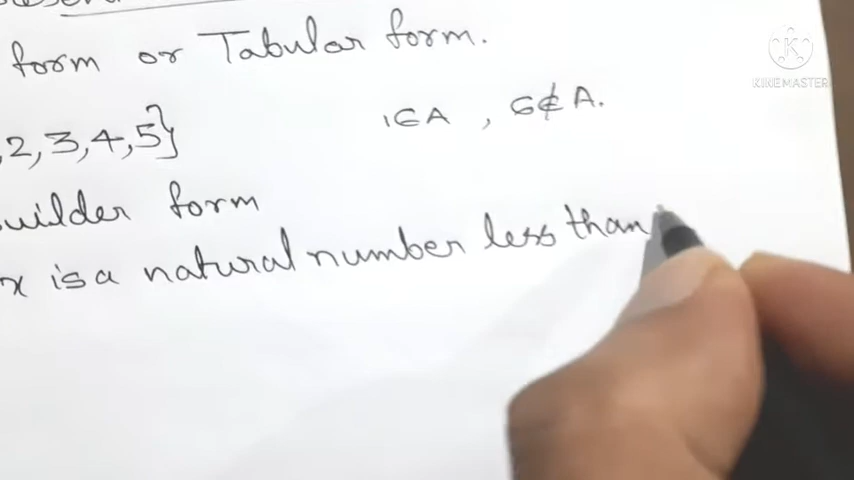 form or Tabular form.
,2,3,4,5}
1∈A , 6∉A.
uilder form
x is a natural number less than
KINEMASTER